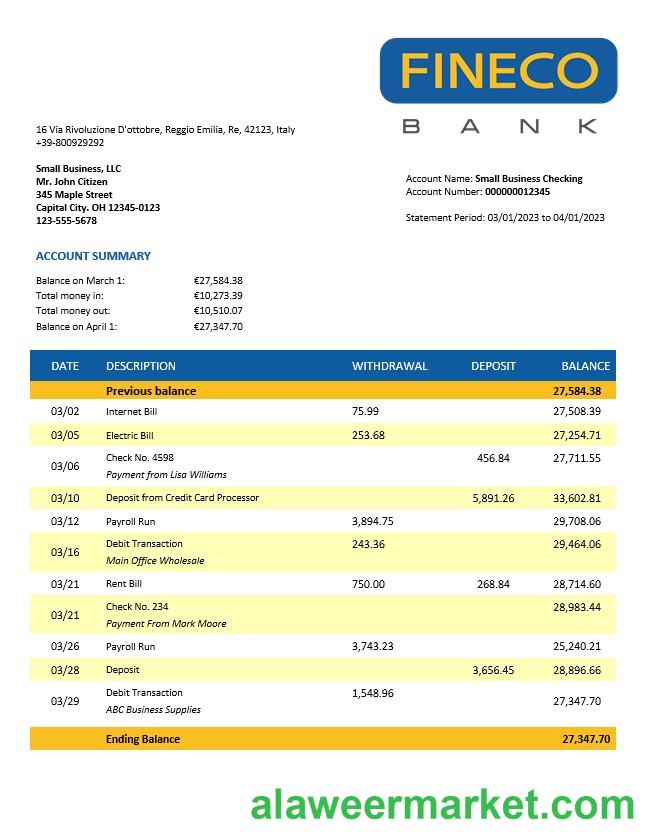 FINECO
BANK
16 Via Rivoluzione D'ottobre, Reggio Emilia, Re, 42123, Italy
+39-800929292
Small Business, LLC
Mr. John Citizen
345 Maple Street
Capital City. OH 12345-0123
123-555-5678
Account Name: Small Business Checking
Account Number: 000000012345
Statement Period: 03/01/2023 to 04/01/2023
ACCOUNT SUMMARY
Balance on March 1: €27,584.38
Total money in: €10,273.39
Total money out: €10,510.07
Balance on April 1: €27,347.70
DATE DESCRIPTION WITHDRAWAL DEPOSIT BALANCE
Previous balance 27,584.38
03/02 Internet Bill 75.99 27,508.39
03/05 Electric Bill 253.68 27,254.71
03/06 Check No. 4598 456.84 27,711.55
Payment from Lisa Williams
03/10 Deposit from Credit Card Processor 5,891.26 33,602.81
03/12 Payroll Run 3,894.75 29,708.06
03/16 Debit Transaction 243.36 29,464.06
Main Office Wholesale
03/21 Rent Bill 750.00 268.84 28,714.60
03/21 Check No. 234 28,983.44
Payment From Mark Moore
03/26 Payroll Run 3,743.23 25,240.21
03/28 Deposit 3,656.45 28,896.66
03/29 Debit Transaction 1,548.96 27,347.70
ABC Business Supplies
Ending Balance 27,347.70
alaweermarket.com